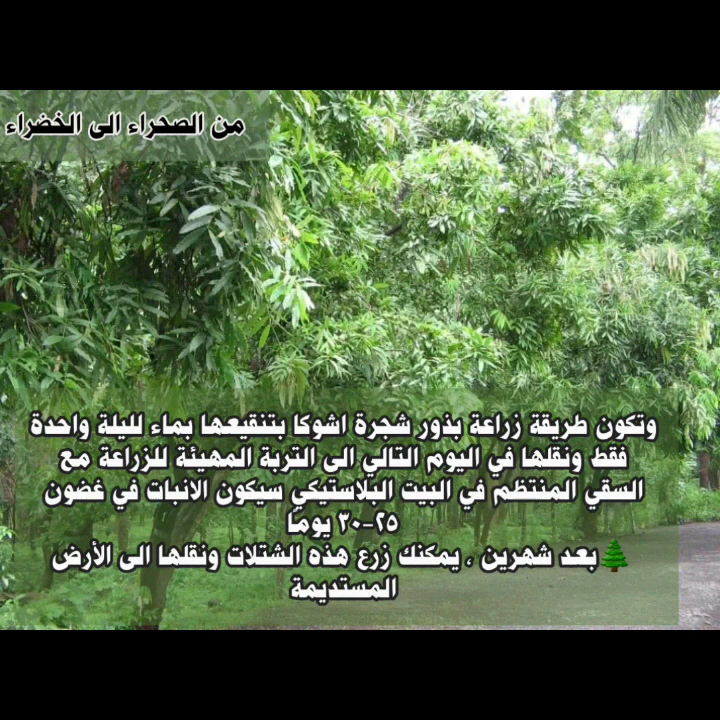 من الصحراء الى الخضراء
وتكون طريقة زراعة بذور شجرة اشوكا بتنقيعها بماء لليلة واحدة
فقط ونقلها في اليوم التالي الى التربة المهيئة للزراعة مع
السقي المنتظم في البيت البلاستيكي سيكون الانبات في غضون
٢٥-٣٠ يوماً
🌲بعد شهرين ، يمكنك زرع هذه الشتلات ونقلها الى الأرض
المستديمة